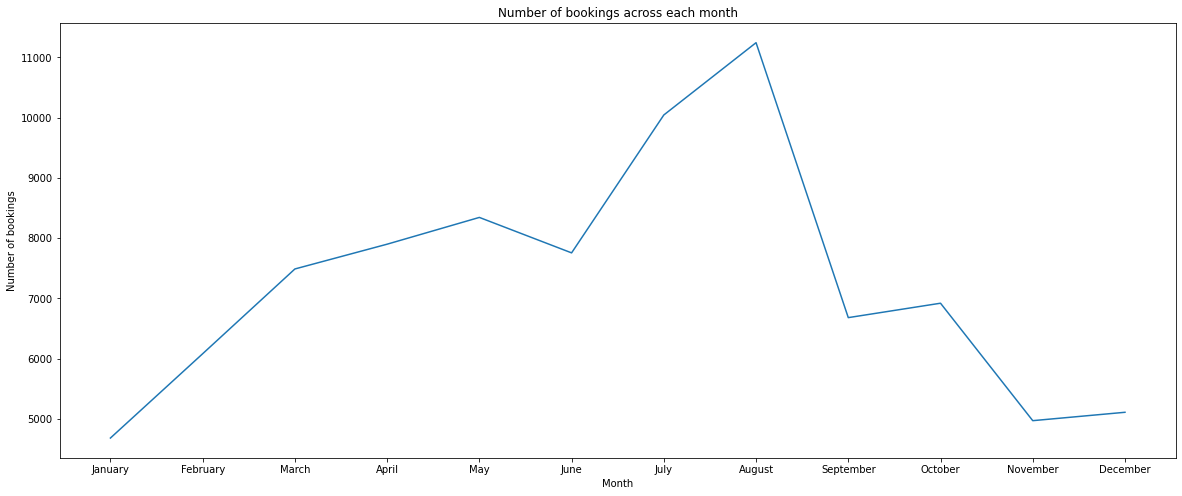 Number of bookings across each month
11000
10000
9000
8000
7000
6000
5000
Number of bookings
January February March April May June July August September October November December
Month